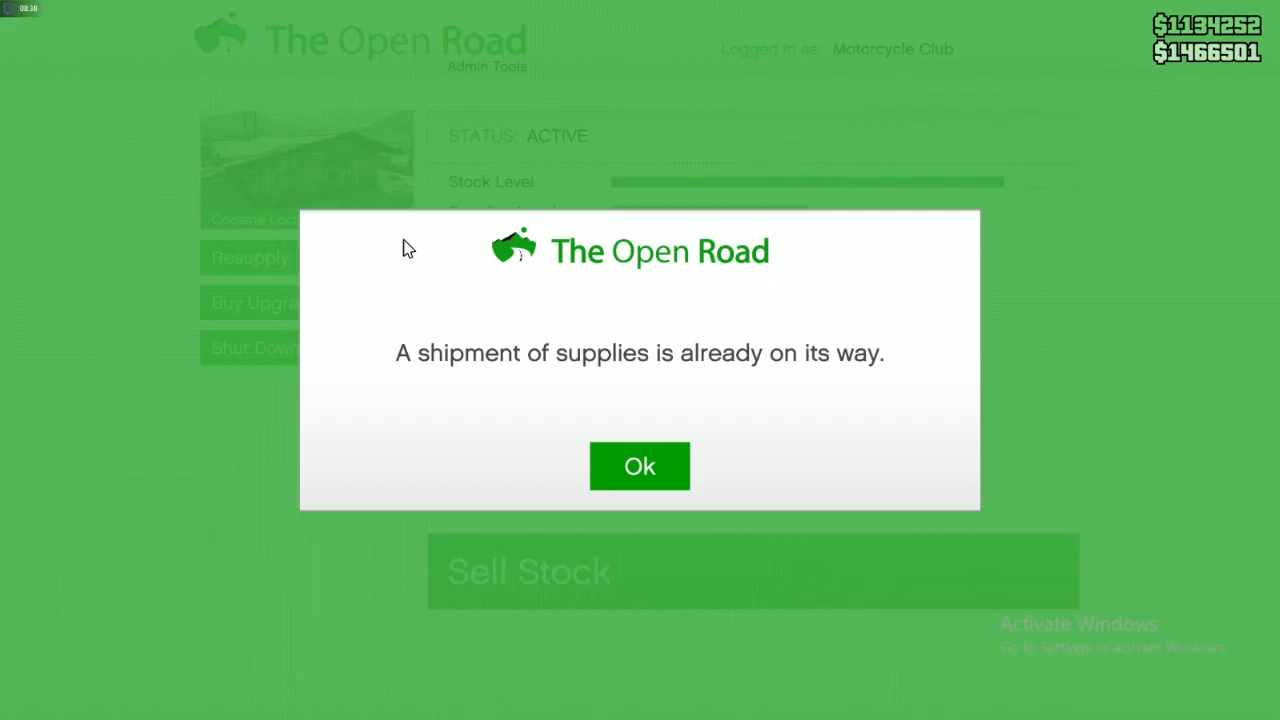 08:38
$1134252
$1466501
The Open Road
Admin Tools
Logged in as: Motorcycle Club
STATUS: ACTIVE
Stock Level
Cocaine
Resupply
Buy
Shut Down
The Open Road
A shipment of supplies is already on its way.
Ok
Sell Stock
Activate Windows
Go to Settings to activate Windows.